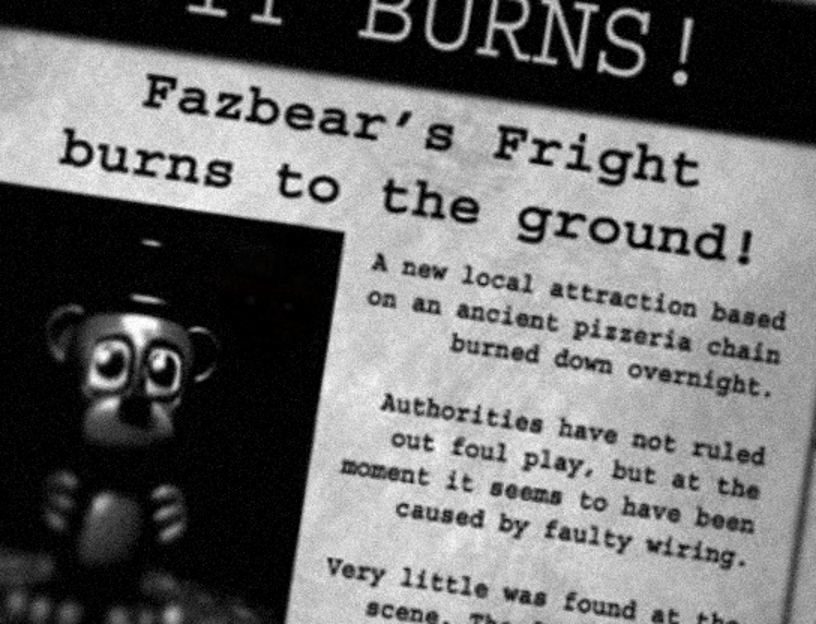 IT BURNS!
Fazbear's Fright
burns to the ground!
A new local attraction based
on an ancient pizzeria chain
burned down overnight.
Authorities have not ruled
out foul play, but at the
moment it seems to have been
caused by faulty wiring.
Very little was found at the
scene. The